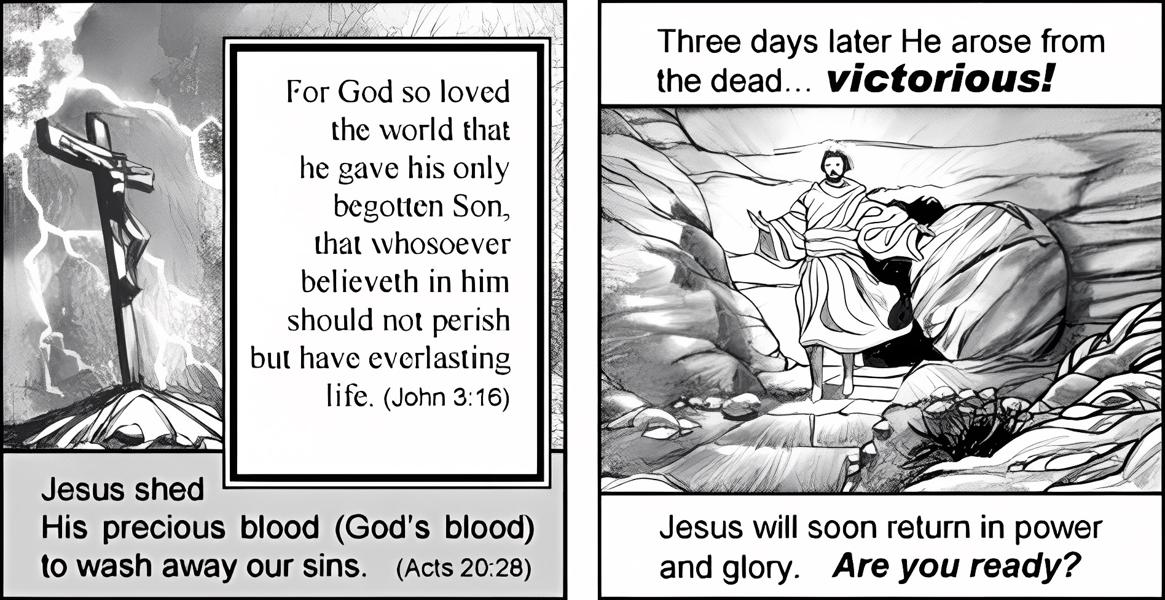 For God so loved
the world that
he gave his only
begotten Son,
that whosoever
believeth in him
should not perish
but have everlasting
life. (John 3:16)
Jesus shed
His precious blood (God's blood)
to wash away our sins. (Acts 20:28)
Three days later He arose from
the dead... victorious!
Jesus will soon return in power
and glory. Are you ready?